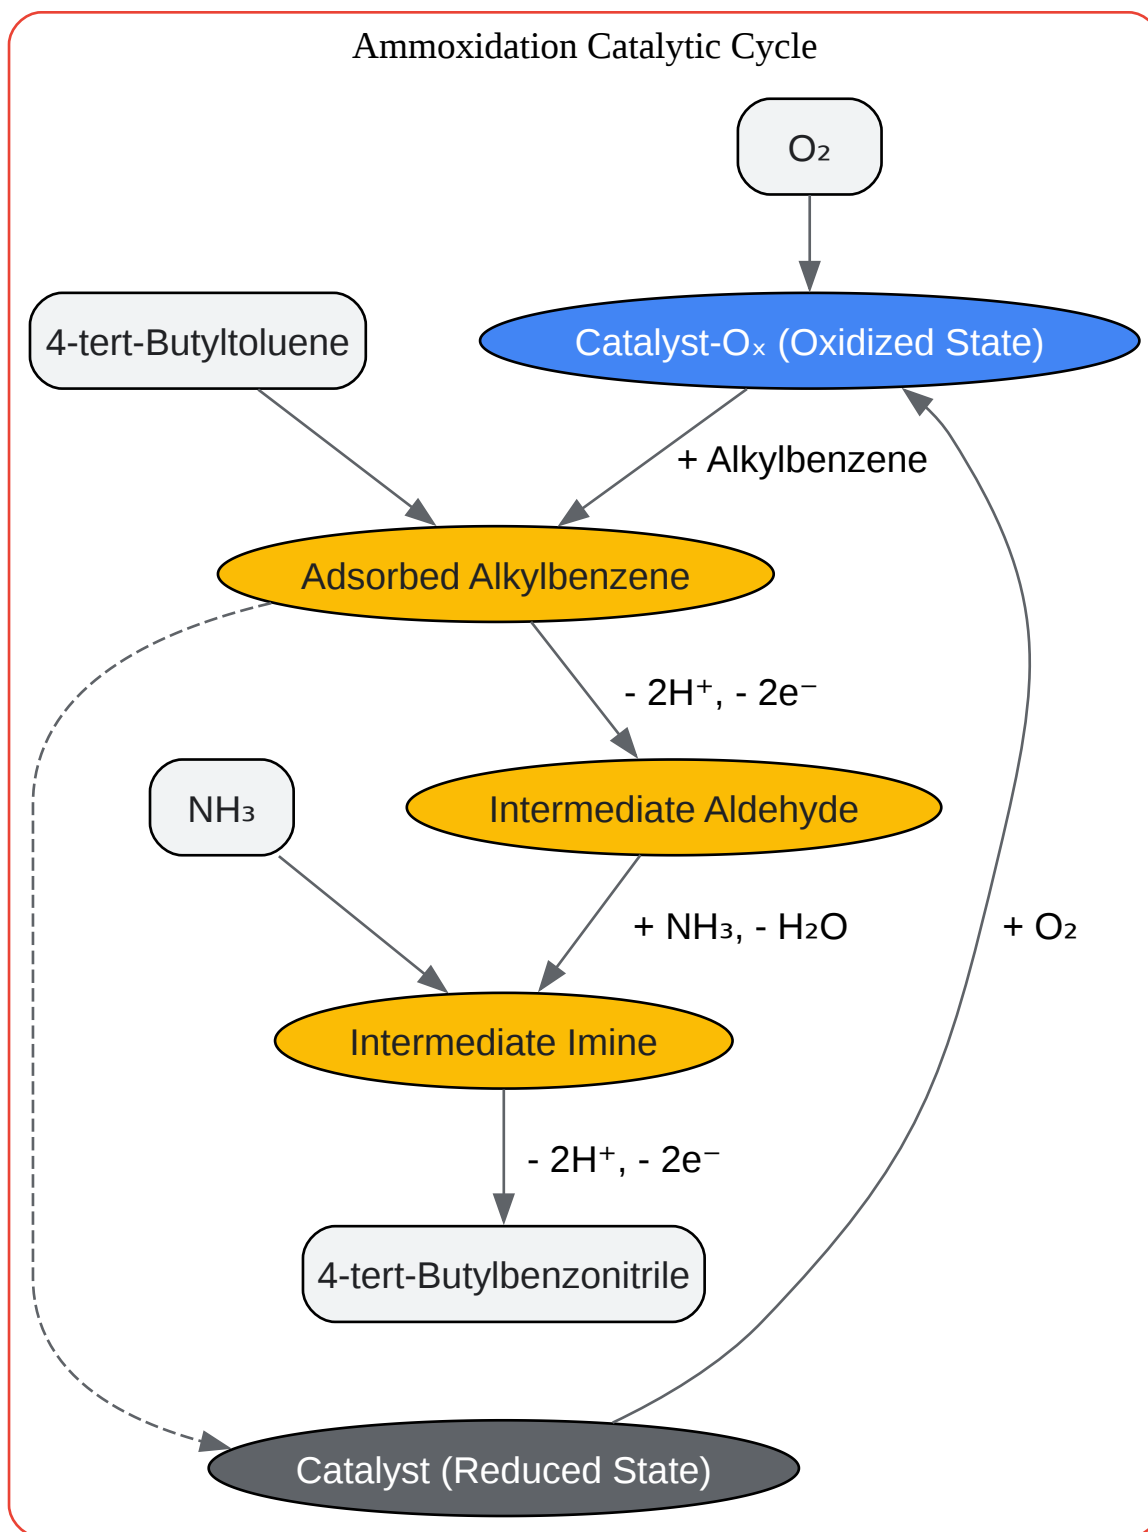 Ammoxidation Catalytic Cycle
O₂
4-tert-Butyltoluene
Catalyst-Oₓ (Oxidized State)
+ Alkylbenzene
Adsorbed Alkylbenzene
- 2H⁺, - 2e⁻
NH₃
Intermediate Aldehyde
+ NH₃, - H₂O
+ O₂
Intermediate Imine
- 2H⁺, - 2e⁻
4-tert-Butylbenzonitrile
Catalyst (Reduced State)